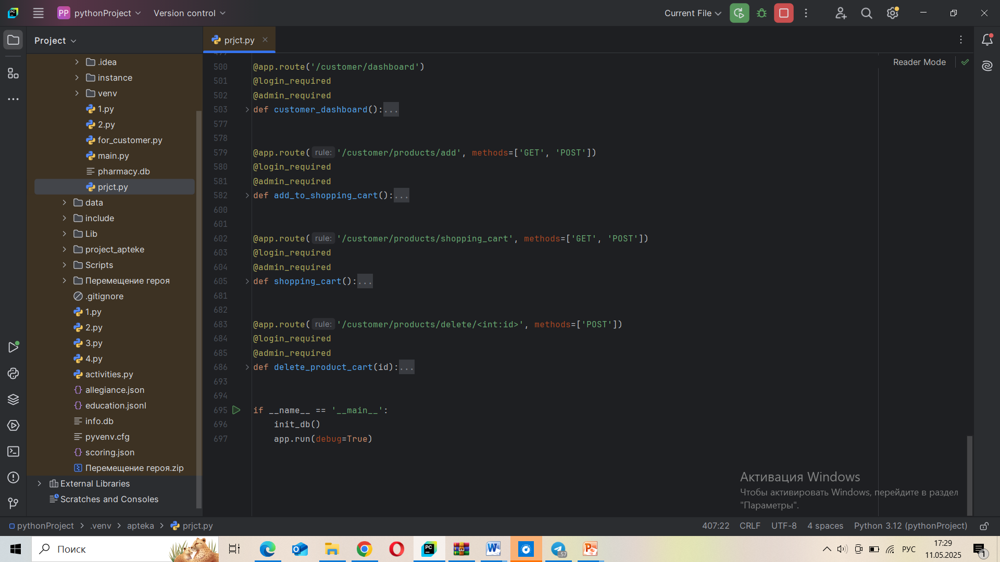 PC
PP
pythonProject
Version control
Current File
Project
prjct.py
.idea
instance
venv
1.py
2.py
for_customer.py
main.py
pharmacy.db
prjct.py
data
include
Lib
project_apteke
Scripts
Перемещение героя
.gitignore
1.py
2.py
3.py
4.py
activities.py
allegiance.json
education.jsonl
info.db
pyvenv.cfg
scoring.json
Перемещение героя.zip
External Libraries
Scratches and Consoles
Reader Mode
500 @app.route('/customer/dashboard')
501 @login_required
502 @admin_required
503 def customer_dashboard():...
577
578
579 @app.route( rule: '/customer/products/add', methods=['GET', 'POST'])
580 @login_required
581 @admin_required
582 def add_to_shopping_cart():...
600
601
602 @app.route( rule: '/customer/products/shopping_cart', methods=['GET', 'POST'])
603 @login_required
604 @admin_required
605 def shopping_cart():...
681
682
683 @app.route( rule: '/customer/products/delete/<int:id>', methods=['POST'])
684 @login_required
685 @admin_required
686 def delete_product_cart(id):...
693
694
695 if __name__ == '__main__':
696 init_db()
697 app.run(debug=True)
Активация Windows
Чтобы активировать Windows, перейдите в раздел
"Параметры".
pythonProject > .venv > apteka > prjct.py
407:22 CRLF UTF-8 4 spaces Python 3.12 (pythonProject)
Поиск
PC
.57
РУС
17:29
11.05.2025
1